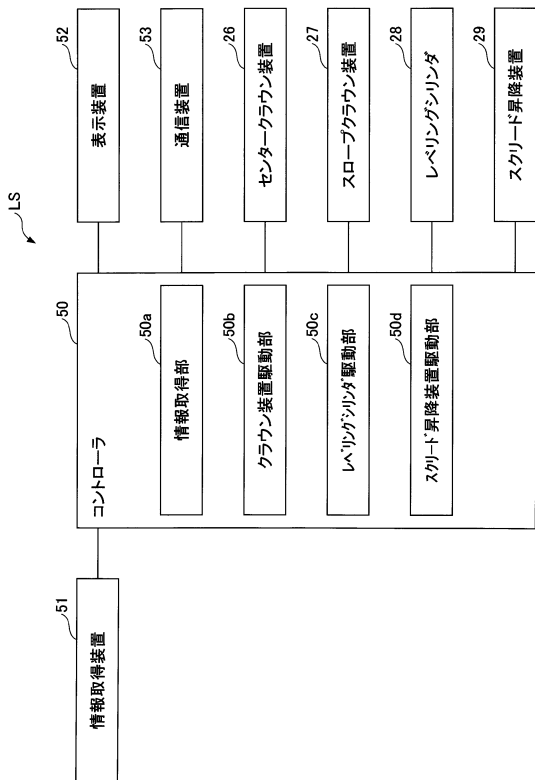 LS
51
情報取得装置
50
コントローラ
50a
情報取得部
50b
クラウン装置駆動部
50c
レベリングシリンダ駆動部
50d
スクリード昇降装置駆動部
52
表示装置
53
通信装置
26
センタークラウン装置
27
スロープクラウン装置
28
レベリングシリンダ
29
スクリード昇降装置